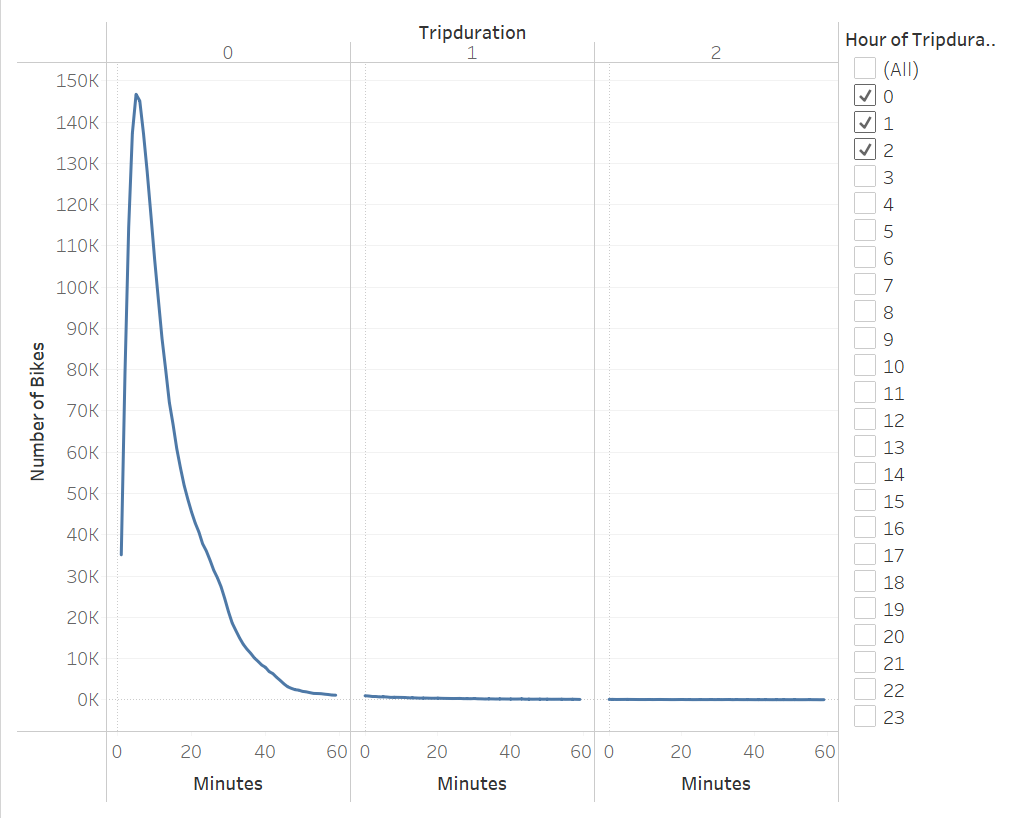 Tripduration
0 1 2
150K
140K
130K
120K
110K
100K
90K
80K
70K
60K
50K
40K
30K
20K
10K
0K
Number of Bikes
0 20 40 60 0 20 40 60 0 20 40 60
Minutes Minutes Minutes
Hour of Tripdura..
(All)
0
1
2
3
4
5
6
7
8
9
10
11
12
13
14
15
16
17
18
19
20
21
22
23